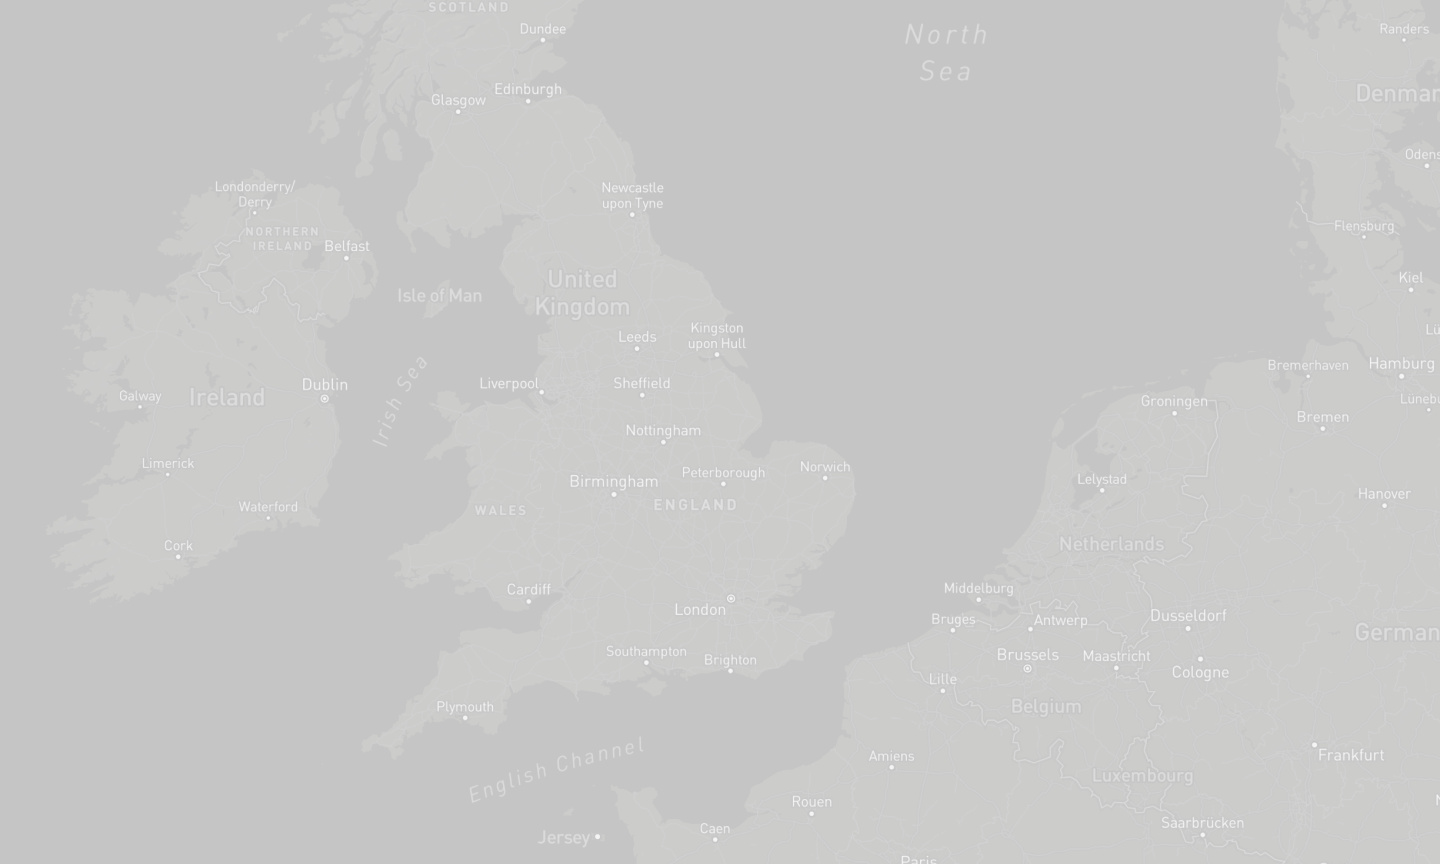 SCOTLAND
Dundee
North
Sea
Randers
Denmar
Edinburgh
Glasgow
Odens
Londonderry/
Derry
Newcastle
upon Tyne
NORTHERN
IRELAND
Belfast
Flensburg
United
Kingdom
Isle of Man
Kiel
Leeds
Kingston
upon Hull
Lü
Irish Sea
Liverpool
Sheffield
Dublin
Ireland
Galway
Bremerhaven
Hamburg
Groningen
Lünebu
Bremen
Nottingham
Limerick
Birmingham
Peterborough
Norwich
Lelystad
Hanover
Waterford
WALES
ENGLAND
Cork
Netherlands
Cardiff
London
Middelburg
Bruges
Antwerp
Dusseldorf
German
Southampton
Brighton
Brussels
Maastricht
Cologne
Lille
Plymouth
Belgium
English Channel
Amiens
Frankfurt
Luxembourg
Rouen
Jersey
Caen
Saarbrücken
Paris